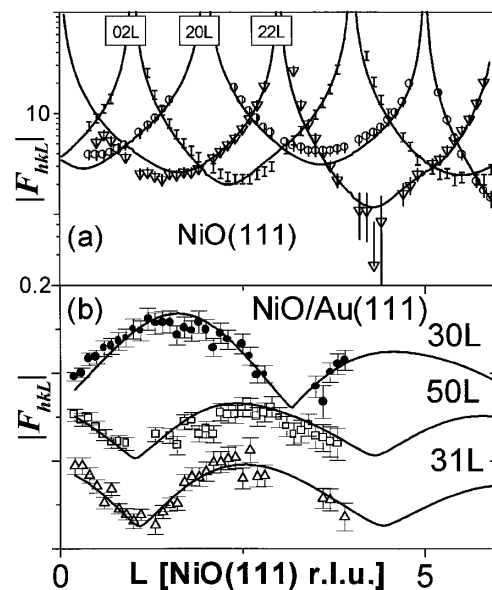 02L 20L 22L
10
|F_hkL|
(a) NiO(111)
0.2
(b) NiO/Au(111)
30L
|F_hkL|
50L
31L
0 5
L [NiO(111) r.l.u.]